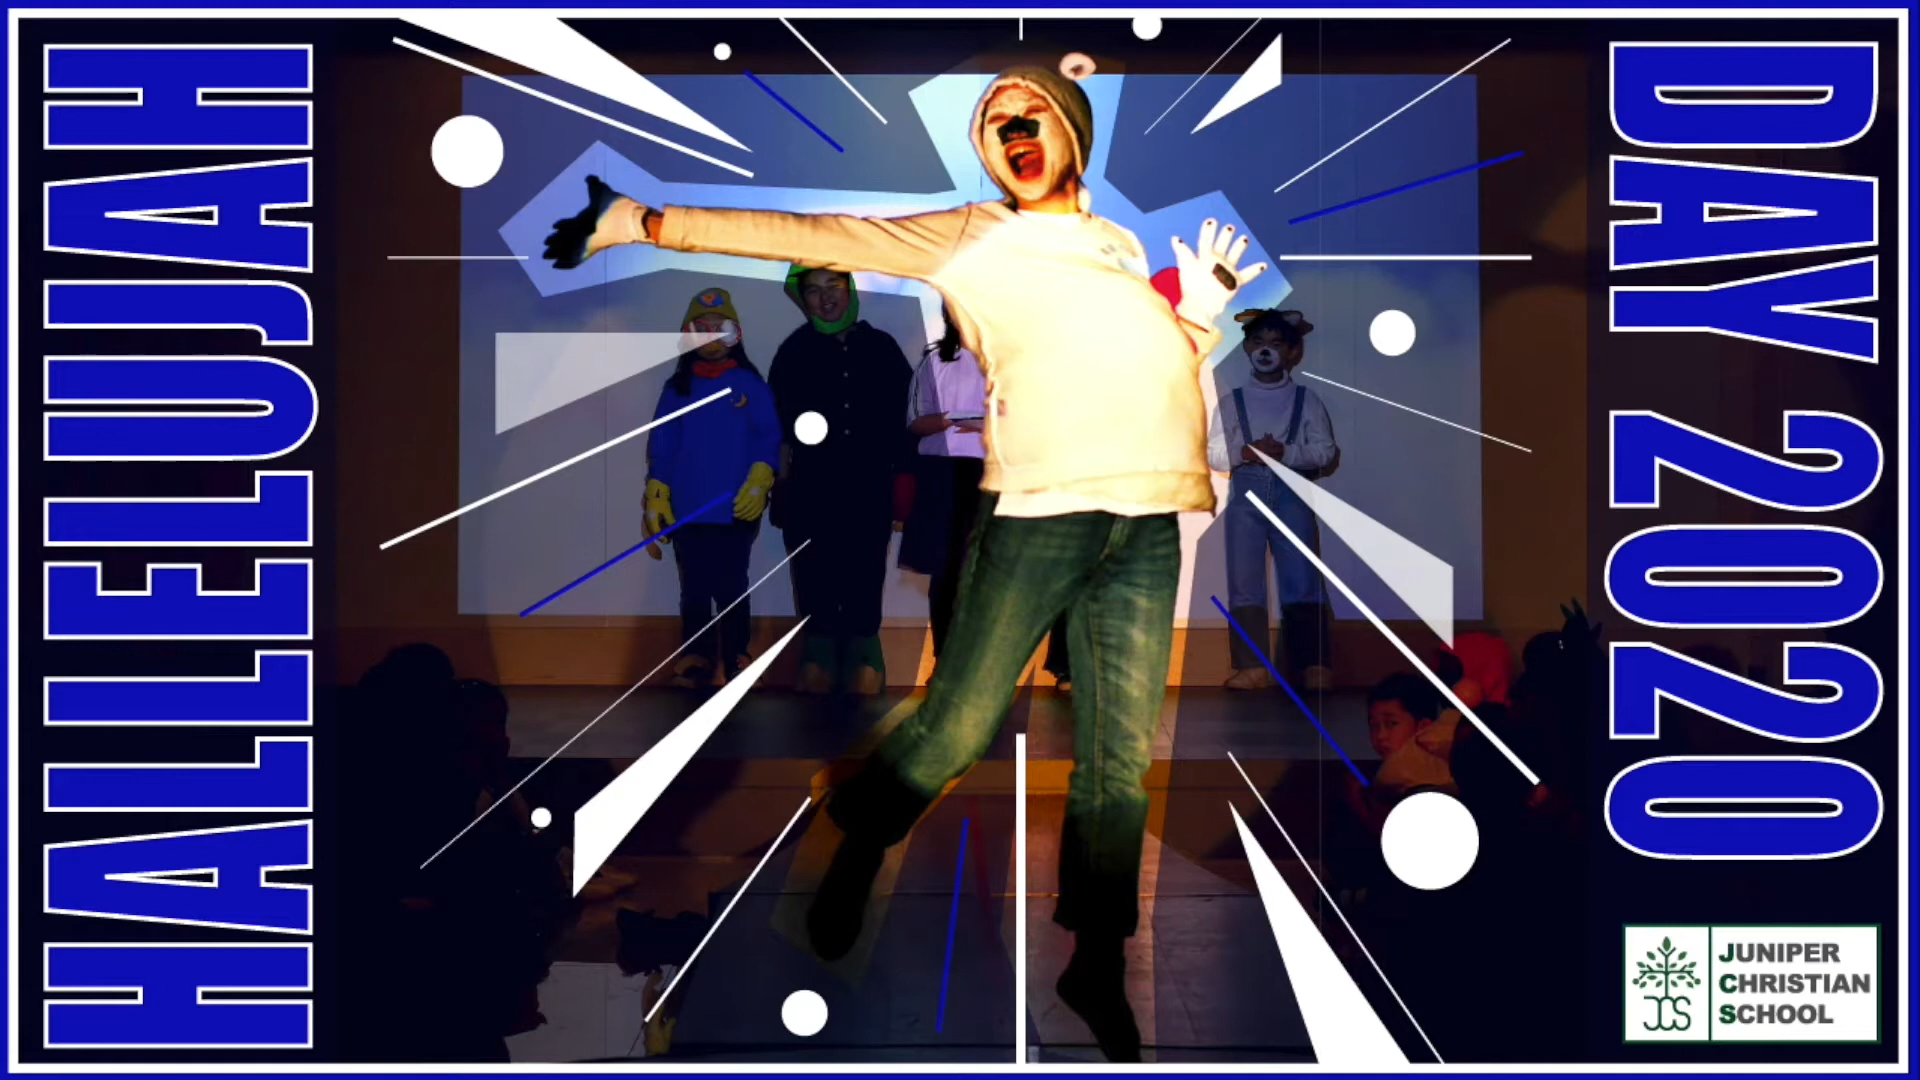 HALLELUJAH
DAY 2020
JUNIPER
CHRISTIAN
SCHOOL
JCS